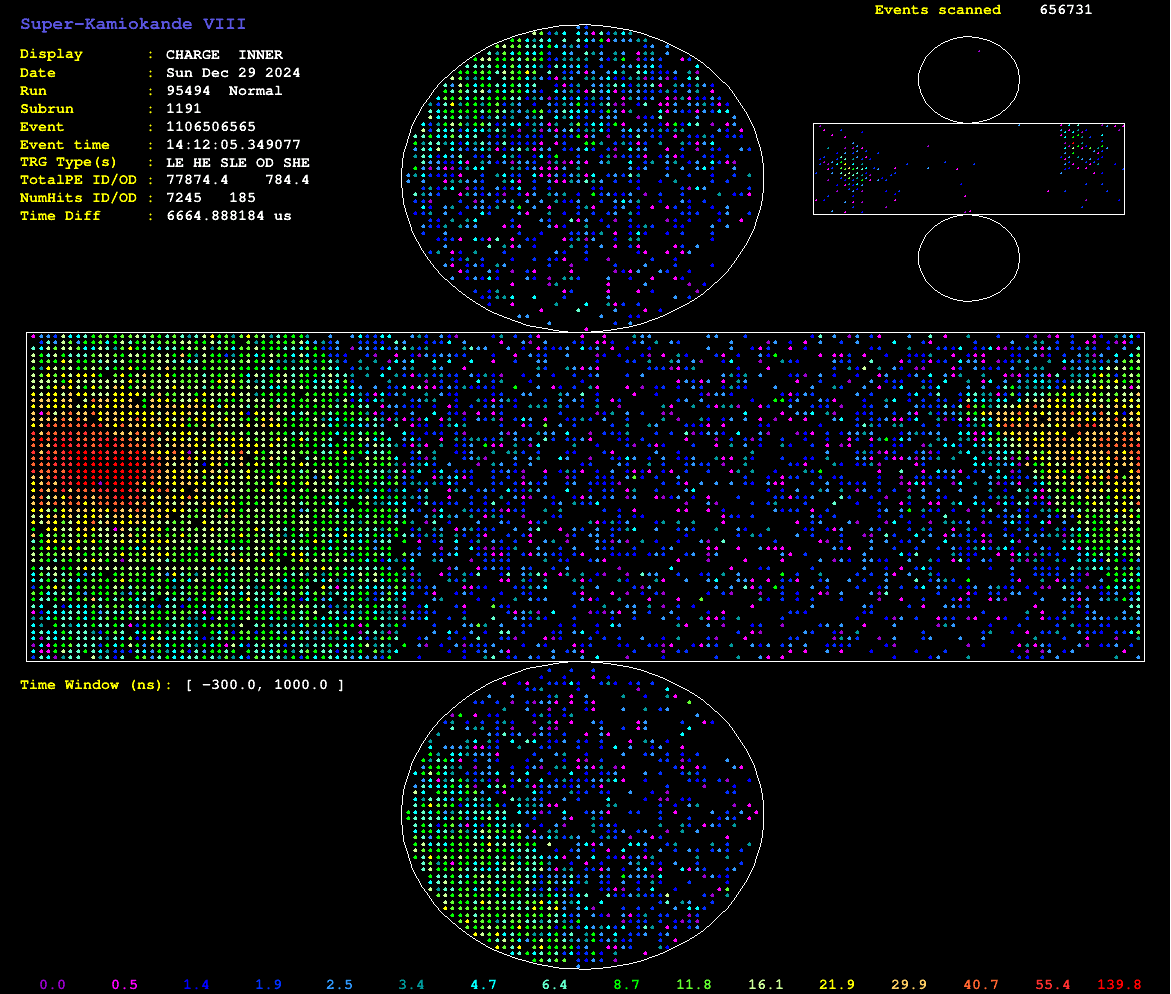 Super-Kamiokande VIII
Events scanned 656731
Display : CHARGE INNER
Date : Sun Dec 29 2024
Run : 95494 Normal
Subrun : 1191
Event : 1106506565
Event time : 14:12:05.349077
TRG Type(s) : LE HE SLE OD SHE
TotalPE ID/OD : 77874.4 784.4
NumHits ID/OD : 7245 185
Time Diff : 6664.888184 us
Time Window (ns): [ −300.0, 1000.0 ]
0.0 0.5 1.4 1.9 2.5 3.4 4.7 6.4 8.7 11.8 16.1 21.9 29.9 40.7 55.4 139.8